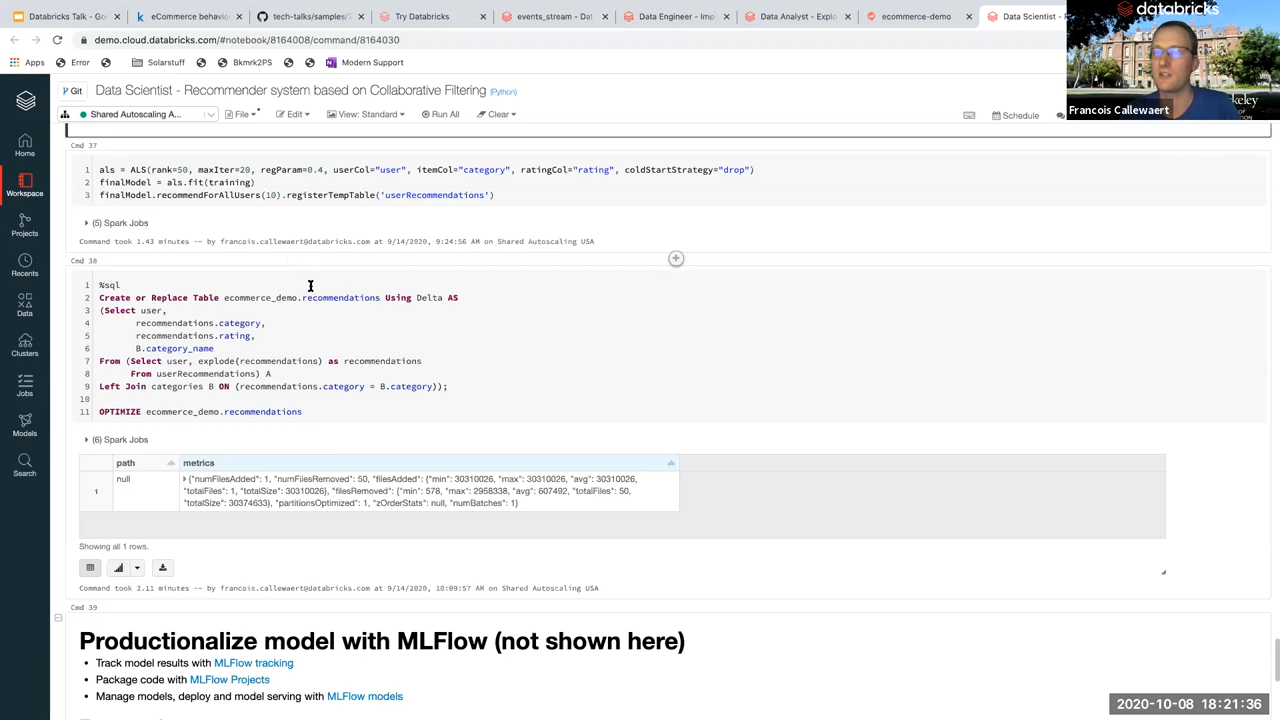 Databricks Talk - Go
eCommerce behavio
tech-talks/samples/
Try Databricks
events_stream - Dat
Data Engineer - Imp
Data Analyst - Explo
ecommerce-demo
Data Scientist -
databricks
demo.cloud.databricks.com/#notebook/8164008/command/8164030
Apps
Error
Solarstuff
Bkmrk2PS
Modern Support
Git
Data Scientist - Recommender system based on Collaborative Filtering (Python)
Francois Callewaert
Shared Autoscaling A...
File
Edit
View: Standard
Run All
Clear
Schedule
Home
Workspace
Projects
Recents
Data
Clusters
Jobs
Models
Search
Cmd 37
1 als = ALS(rank=50, maxIter=20, regParam=0.4, userCol="user", itemCol="category", ratingCol="rating", coldStartStrategy="drop")
2 finalModel = als.fit(training)
3 finalModel.recommendForAllUsers(10).registerTempTable('userRecommendations')
(5) Spark Jobs
Command took 1.43 minutes -- by francois.callewaert@databricks.com at 9/14/2020, 9:24:56 AM on Shared Autoscaling USA
Cmd 38
1 %sql
2 Create or Replace Table ecommerce_demo.recommendations Using Delta AS
3 (Select user,
4 recommendations.category,
5 recommendations.rating,
6 B.category_name
7 From (Select user, explode(recommendations) as recommendations
8 From userRecommendations) A
9 Left Join categories B ON (recommendations.category = B.category));
10
11 OPTIMIZE ecommerce_demo.recommendations
(6) Spark Jobs
path metrics
1 null {"numFilesAdded": 1, "numFilesRemoved": 50, "filesAdded": {"min": 30310026, "max": 30310026, "avg": 30310026,
"totalFiles": 1, "totalSize": 30310026}, "filesRemoved": {"min": 578, "max": 2958338, "avg": 607492, "totalFiles": 50,
"totalSize": 30374633}, "partitionsOptimized": 1, "zOrderStats": null, "numBatches": 1}
Showing all 1 rows.
Command took 2.11 minutes -- by francois.callewaert@databricks.com at 9/14/2020, 10:09:57 AM on Shared Autoscaling USA
Cmd 39
Productionalize model with MLFlow (not shown here)
• Track model results with MLFlow tracking
• Package code with MLFlow Projects
• Manage models, deploy and model serving with MLFlow models
2020-10-08 18:21:36